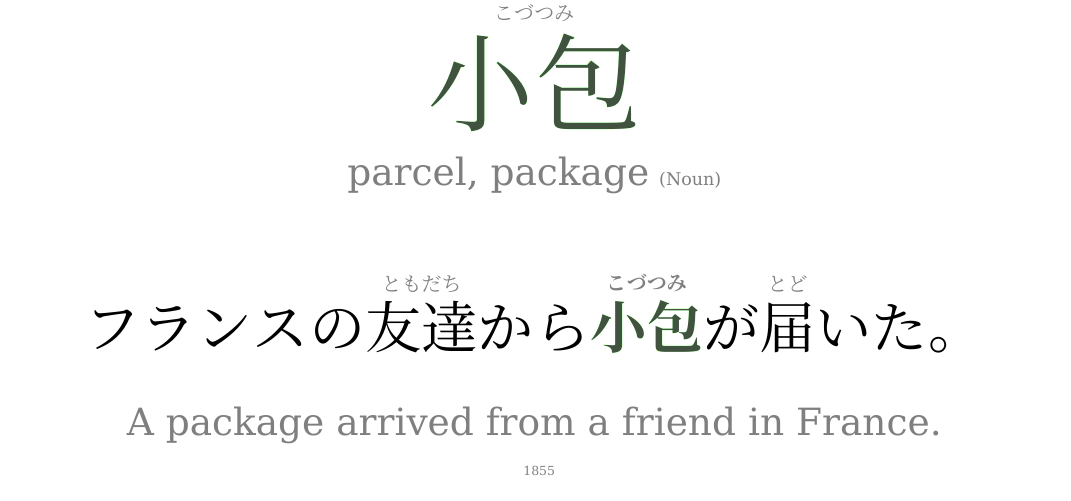 こづつみ
小包
parcel, package (Noun)
ともだち こづつみ とど
フランスの友達から小包が届いた。
A package arrived from a friend in France.
1855